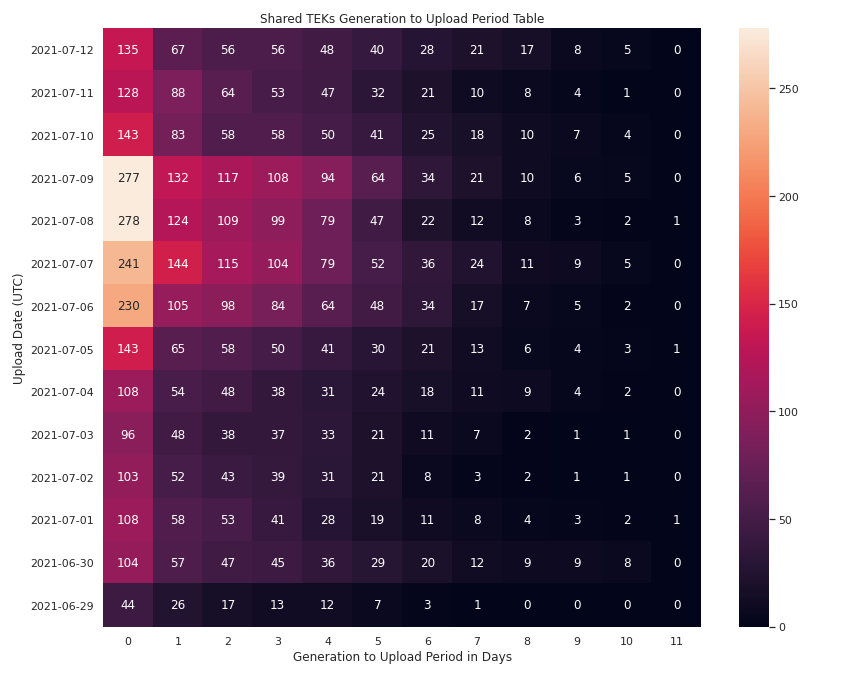 Shared TEKs Generation to Upload Period Table
Upload Date (UTC)
2021-07-12 135 67 56 56 48 40 28 21 17 8 5 0
2021-07-11 128 88 64 53 47 32 21 10 8 4 1 0
2021-07-10 143 83 58 58 50 41 25 18 10 7 4 0
2021-07-09 277 132 117 108 94 64 34 21 10 6 5 0
2021-07-08 278 124 109 99 79 47 22 12 8 3 2 1
2021-07-07 241 144 115 104 79 52 36 24 11 9 5 0
2021-07-06 230 105 98 84 64 48 34 17 7 5 2 0
2021-07-05 143 65 58 50 41 30 21 13 6 4 3 1
2021-07-04 108 54 48 38 31 24 18 11 9 4 2 0
2021-07-03 96 48 38 37 33 21 11 7 2 1 1 0
2021-07-02 103 52 43 39 31 21 8 3 2 1 1 0
2021-07-01 108 58 53 41 28 19 11 8 4 3 2 1
2021-06-30 104 57 47 45 36 29 20 12 9 9 8 0
2021-06-29 44 26 17 13 12 7 3 1 0 0 0 0
0 1 2 3 4 5 6 7 8 9 10 11
Generation to Upload Period in Days
250
200
150
100
50
0